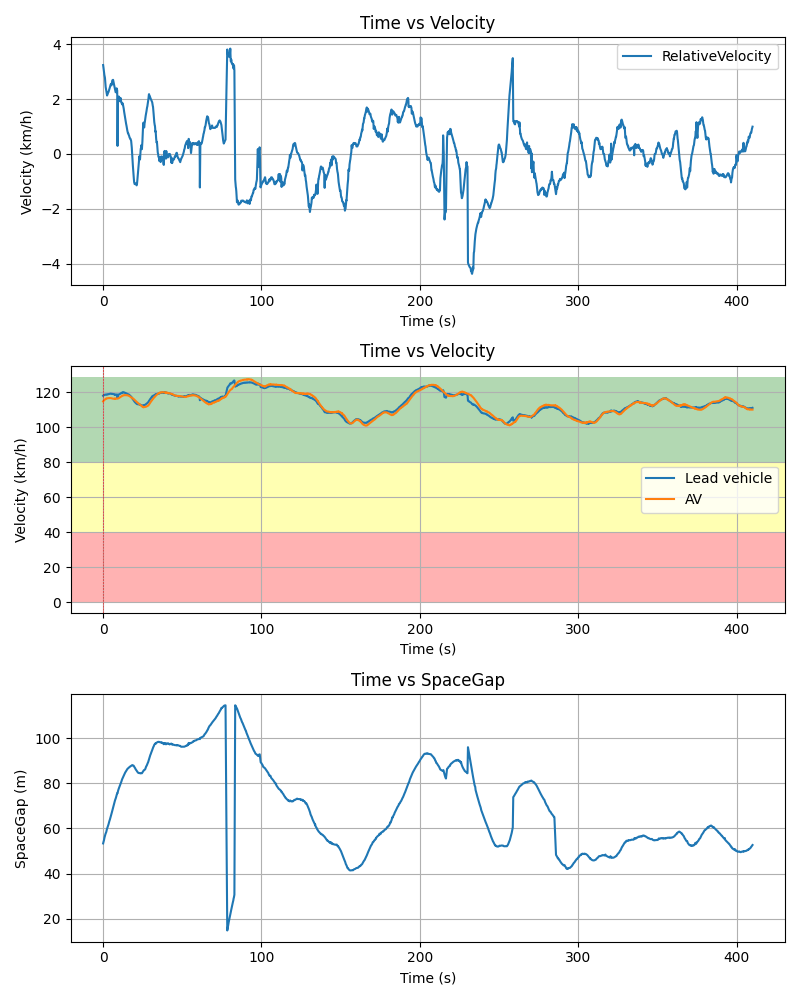 Time vs Velocity
4
2
0
−2
−4
Velocity (km/h)
RelativeVelocity
0
100
200
300
400
Time (s)
Time vs Velocity
120
100
80
60
40
20
0
Velocity (km/h)
Lead vehicle
AV
0
100
200
300
400
Time (s)
Time vs SpaceGap
100
80
60
40
20
SpaceGap (m)
0
100
200
300
400
Time (s)